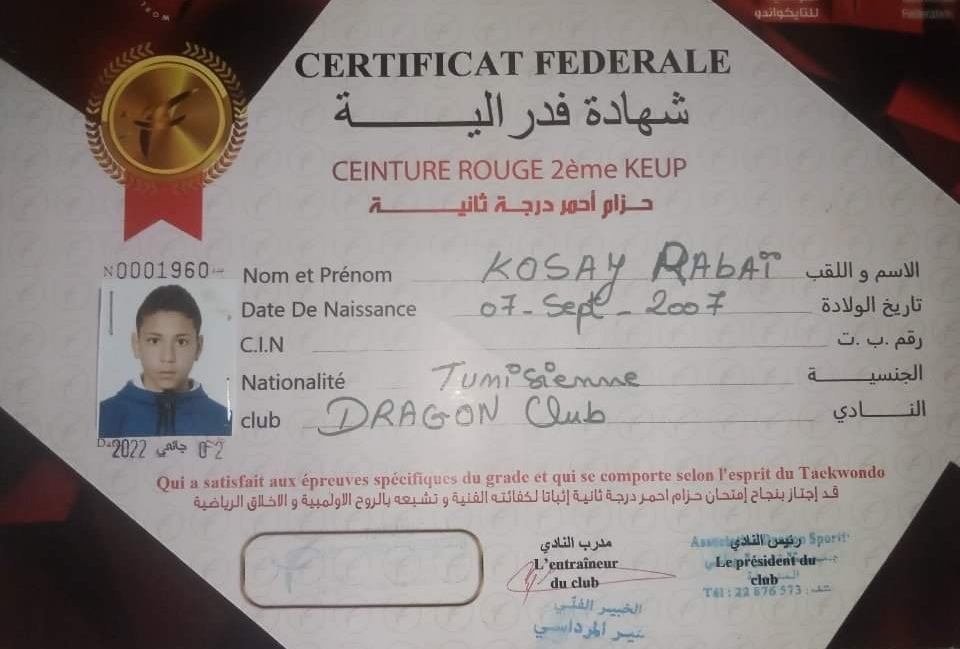 للتايكواندو
CERTIFICAT FEDERALE
شهادة فدرالية
CEINTURE ROUGE 2ème KEUP
حزام أحمر درجة ثانية
N0001960
Nom et Prénom KOSAY RAbAï الاسم و اللقب
Date De Naissance 07-Sept-2007 تاريخ الولادة
C.I.N رقم ب. ت.
Nationalité Tunisienne الجنسية
club DRAGON Club النادي
2022 جانفي 02
Qui a satisfait aux épreuves spécifiques du grade et qui se comporte selon l'esprit du Taekwondo
قد إجتاز بنجاح إمتحان حزام احمر درجة ثانية إثباتا لكفائته الفنية و تشبعه بالروح الاولمبية و الاخلاق الرياضية
مدرب النادي
L'entraîneur
du club
الخبير الفني
رئيس النادي
Le président du
club
Tél : 22 876 573